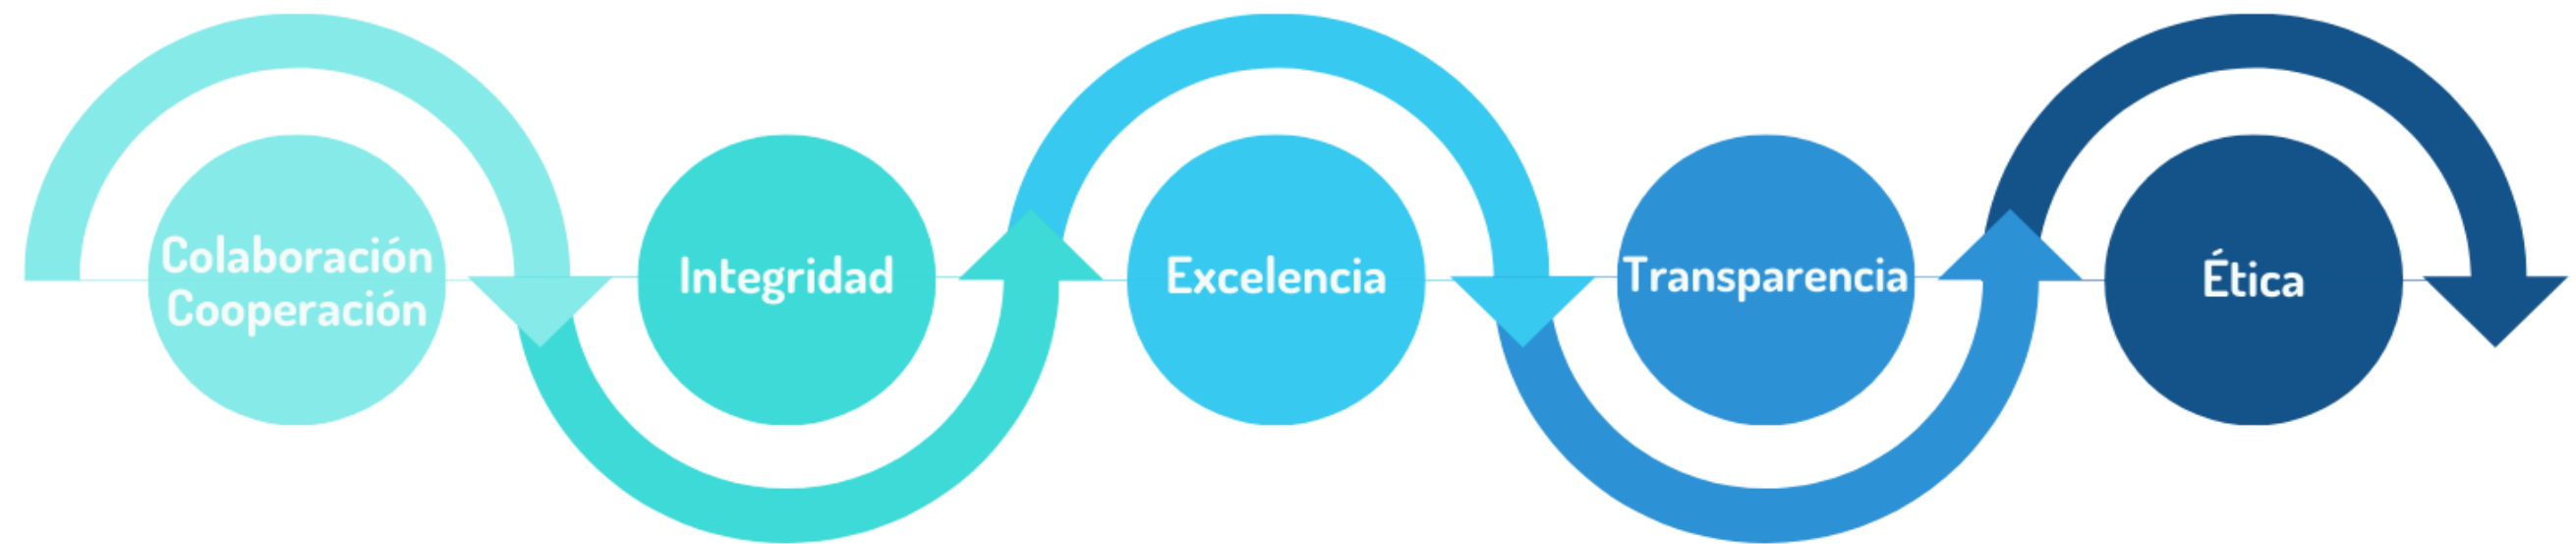 Colaboración
Cooperación
Integridad
Excelencia
Transparencia
Ética